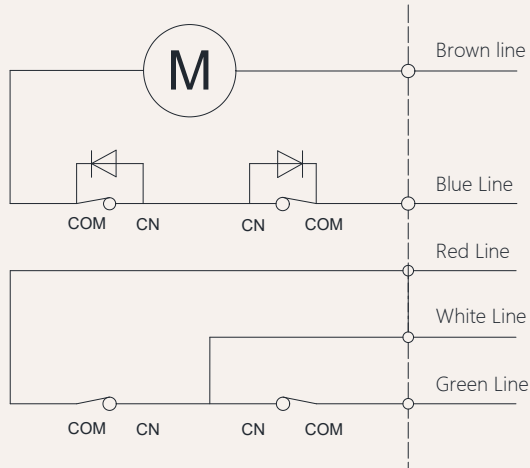 M
Brown line
Blue Line
COM CN CN COM
Red Line
White Line
Green Line
COM CN CN COM